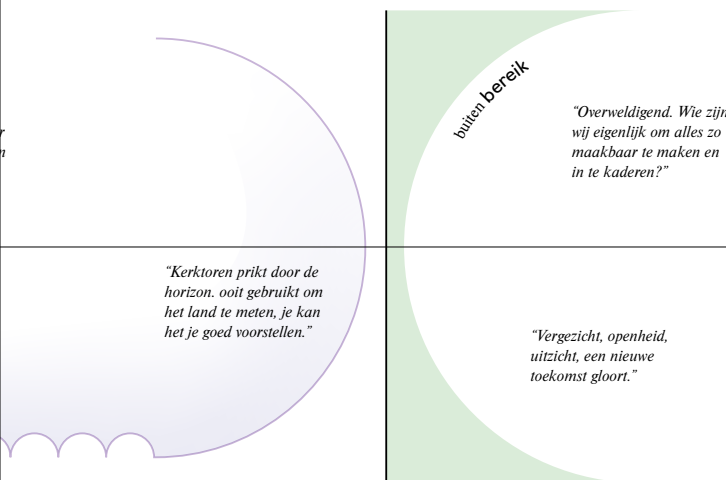 “Kerktoren prikt door de
horizon. ooit gebruikt om
het land te meten, je kan
het je goed voorstellen.”
buiten bereik
“Overweldigend. Wie zijn
wij eigenlijk om alles zo
maakbaar te maken en
in te kaderen?”
“Vergezicht, openheid,
uitzicht, een nieuwe
toekomst gloort.”